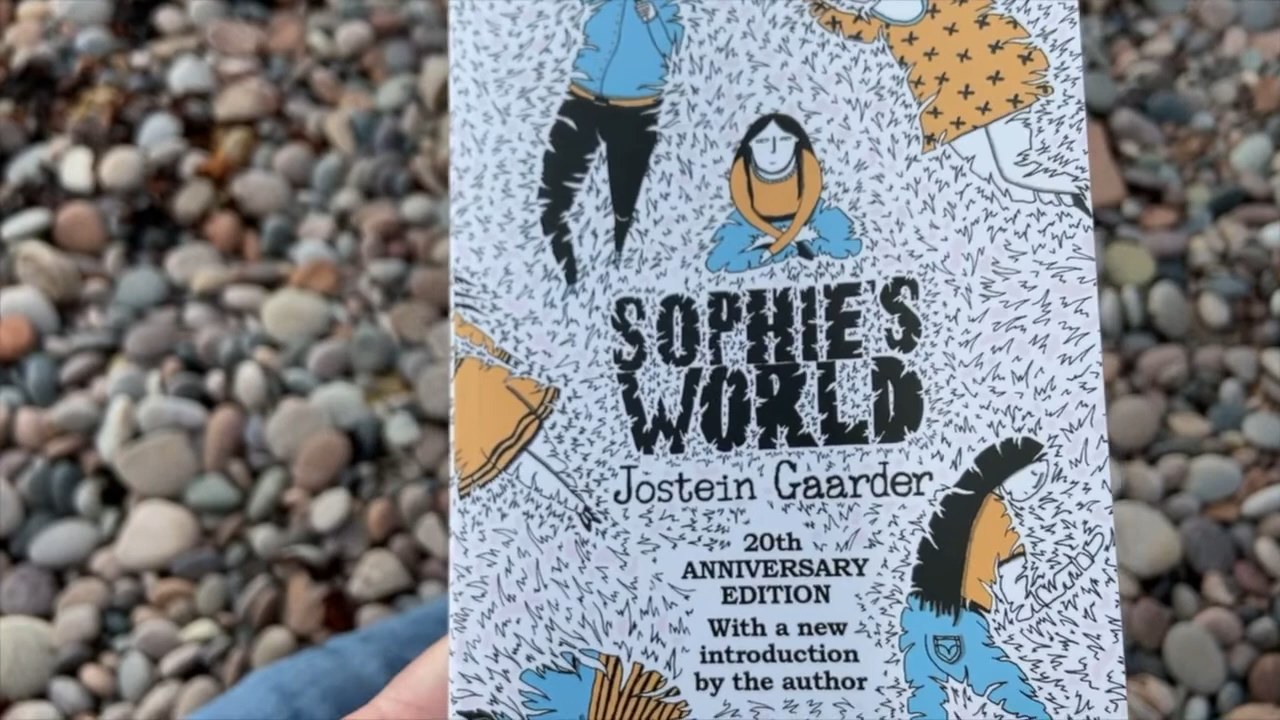 SOPHIE'S
WORLD
Jostein Gaarder
20th
ANNIVERSARY
EDITION
With a new
introduction
by the author